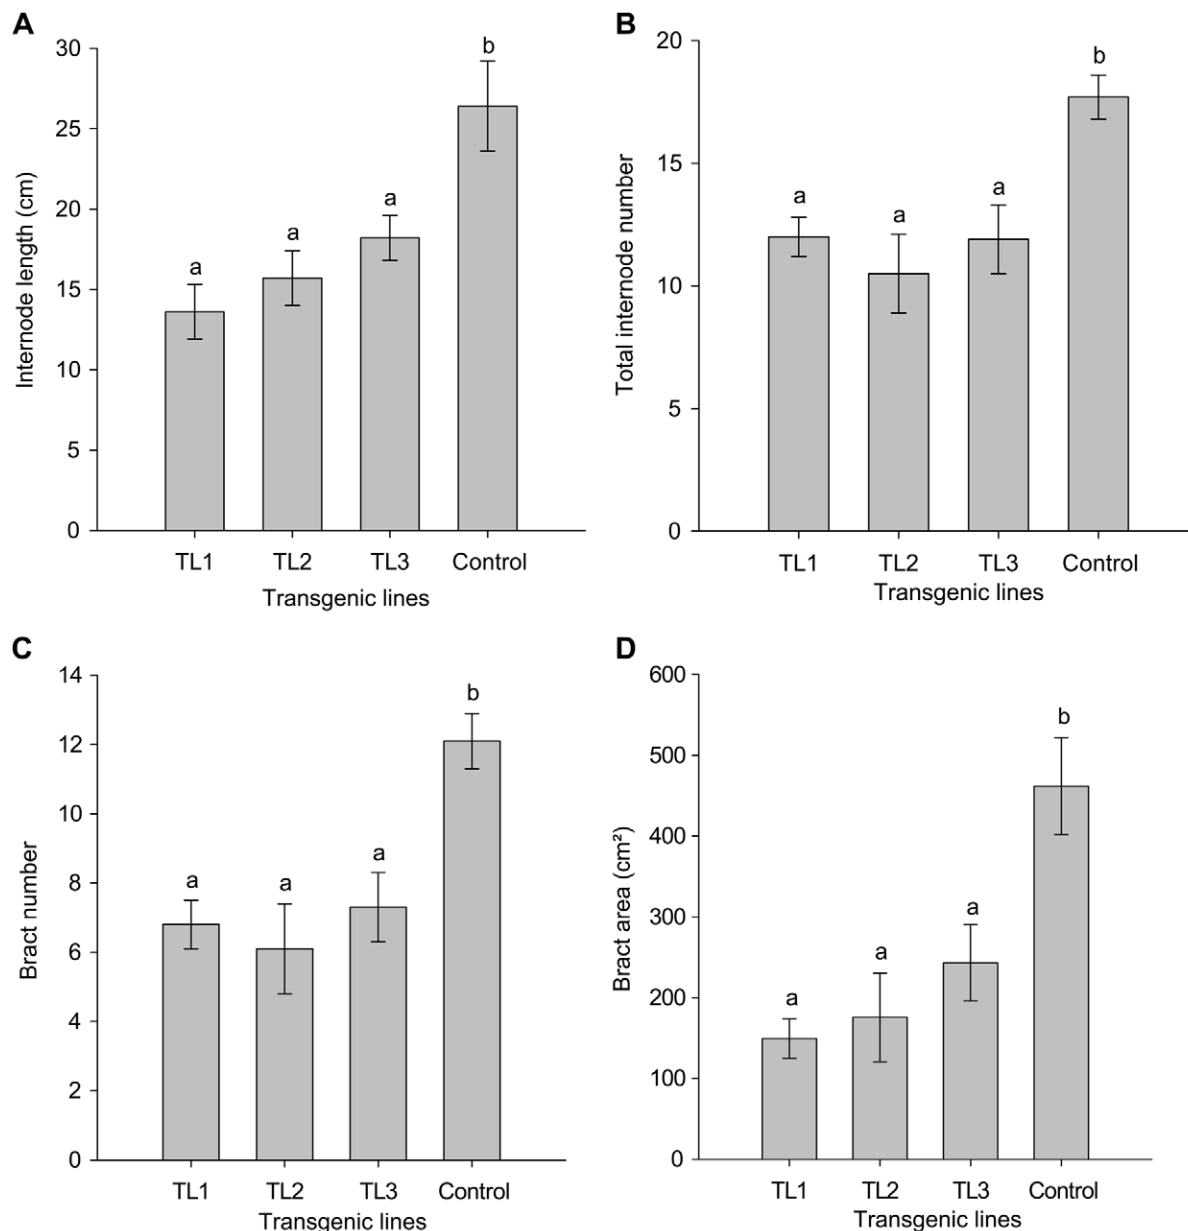 A
30
25
20
15
10
5
0
Internode length (cm)
a
a
a
b
TL1 TL2 TL3 Control
Transgenic lines
B
20
15
10
5
0
Total internode number
a
a
a
b
TL1 TL2 TL3 Control
Transgenic lines
C
14
12
10
8
6
4
2
0
Bract number
a
a
a
b
TL1 TL2 TL3 Control
Transgenic lines
D
600
500
400
300
200
100
0
Bract area (cm²)
a
a
a
b
TL1 TL2 TL3 Control
Transgenic lines